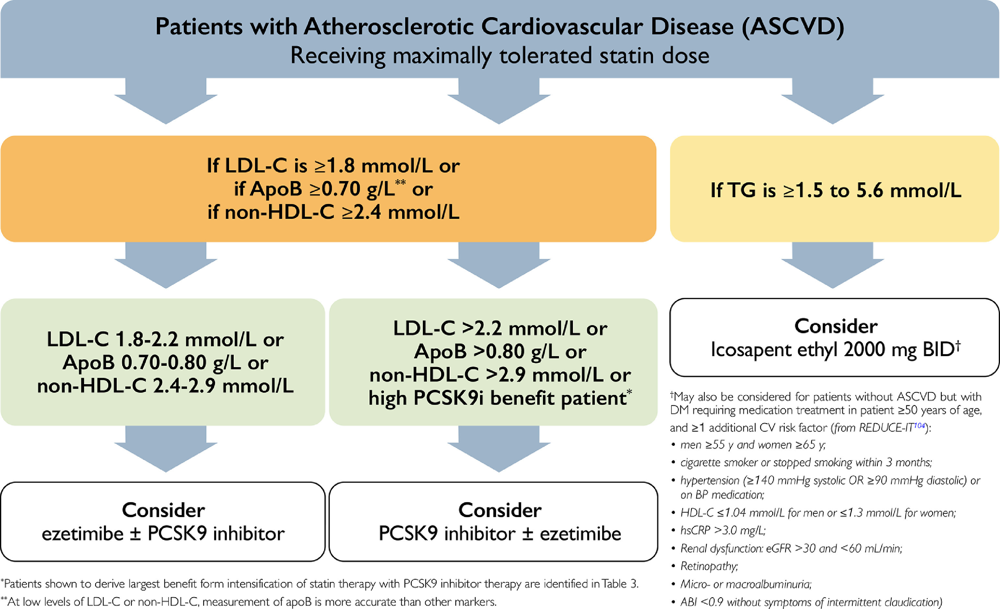 Patients with Atherosclerotic Cardiovascular Disease (ASCVD)
Receiving maximally tolerated statin dose
If LDL-C is ≥1.8 mmol/L or
if ApoB ≥0.70 g/L** or
if non-HDL-C ≥2.4 mmol/L
If TG is ≥1.5 to 5.6 mmol/L
LDL-C 1.8-2.2 mmol/L or
ApoB 0.70-0.80 g/L or
non-HDL-C 2.4-2.9 mmol/L
LDL-C >2.2 mmol/L or
ApoB >0.80 g/L or
non-HDL-C >2.9 mmol/L or
high PCSK9i benefit patient*
Consider
Icosapent ethyl 2000 mg BID†
Consider
ezetimibe ± PCSK9 inhibitor
Consider
PCSK9 inhibitor ± ezetimibe
†May also be considered for patients without ASCVD but with
DM requiring medication treatment in patient ≥50 years of age,
and ≥1 additional CV risk factor (from REDUCE-IT104):
• men ≥55 y and women ≥65 y;
• cigarette smoker or stopped smoking within 3 months;
• hypertension (≥140 mmHg systolic OR ≥90 mmHg diastolic) or
on BP medication;
• HDL-C ≤1.04 mmol/L for men or ≤1.3 mmol/L for women;
• hsCRP >3.0 mg/L;
• Renal dysfunction: eGFR >30 and <60 mL/min;
• Retinopathy;
• Micro- or macroalbuminuria;
• ABI <0.9 without symptoms of intermittent claudication)
*Patients shown to derive largest benefit form intensification of statin therapy with PCSK9 inhibitor therapy are identified in Table 3.
**At low levels of LDL-C or non-HDL-C, measurement of apoB is more accurate than other markers.